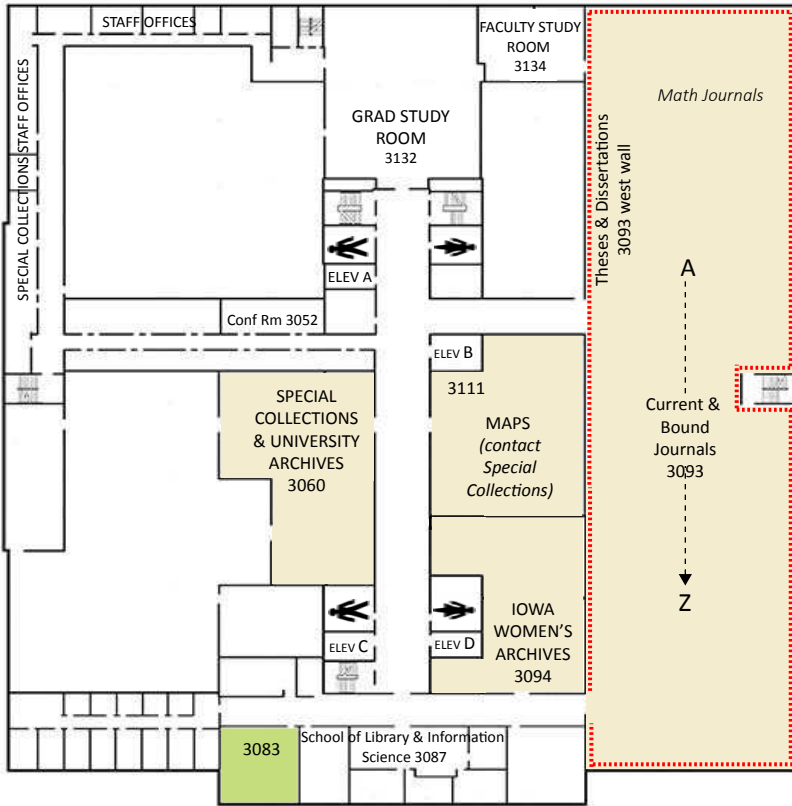 STAFF OFFICES
SPECIAL COLLECTIONS STAFF OFFICES
FACULTY STUDY
ROOM
3134
Math Journals
GRAD STUDY
ROOM
3132
Theses & Dissertations
3093 west wall
ELEV A
A
Conf Rm 3052
ELEV B
3111
SPECIAL
COLLECTIONS
& UNIVERSITY
ARCHIVES
3060
MAPS
(contact
Special
Collections)
Current &
Bound
Journals
3093
Z
ELEV C
ELEV D
IOWA
WOMEN'S
ARCHIVES
3094
3083
School of Library & Information
Science 3087